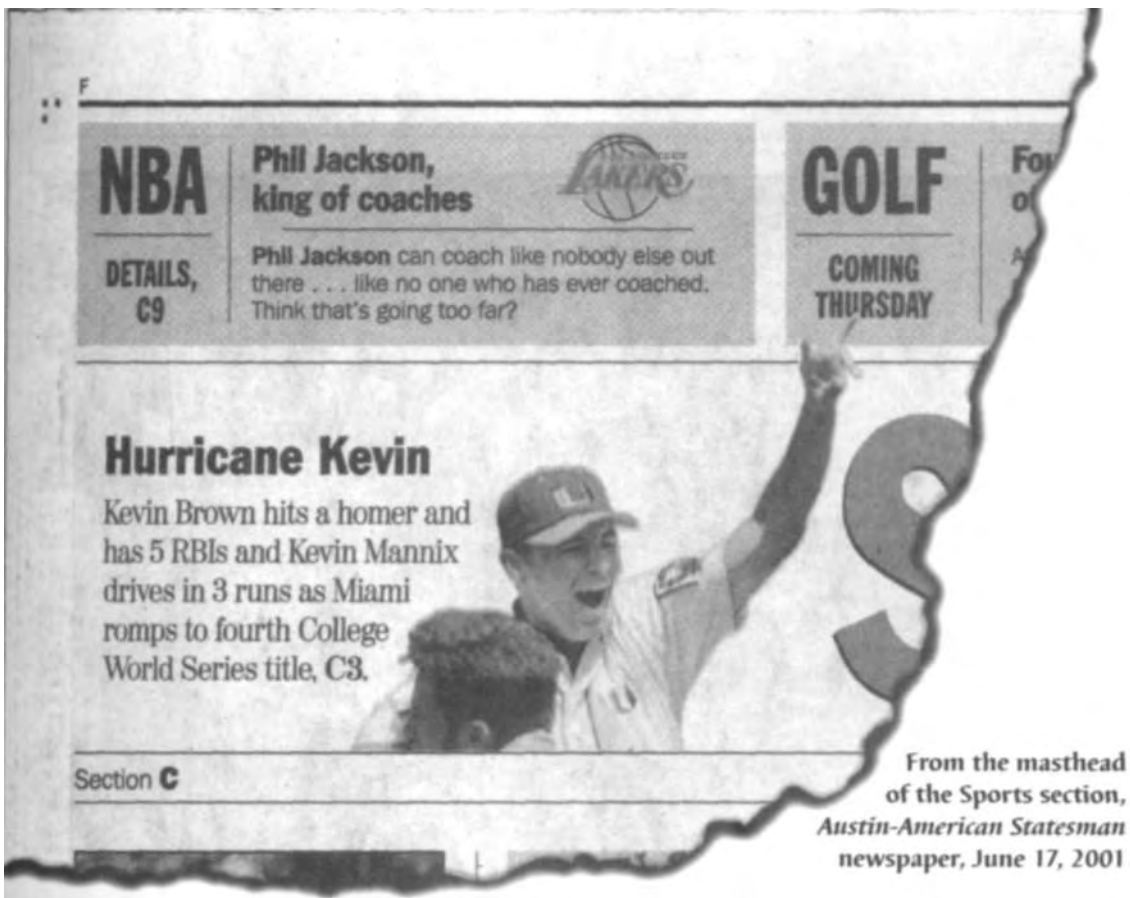 F
NBA
DETAILS,
C9
Phil Jackson,
king of coaches
LAKERS
Phil Jackson can coach like nobody else out
there . . . like no one who has ever coached.
Think that's going too far?
GOLF
COMING
THURSDAY
Fou
of
A
Hurricane Kevin
Kevin Brown hits a homer and
has 5 RBIs and Kevin Mannix
drives in 3 runs as Miami
romps to fourth College
World Series title, C3.
U
S
Section C
From the masthead
of the Sports section,
Austin-American Statesman
newspaper, June 17, 2001